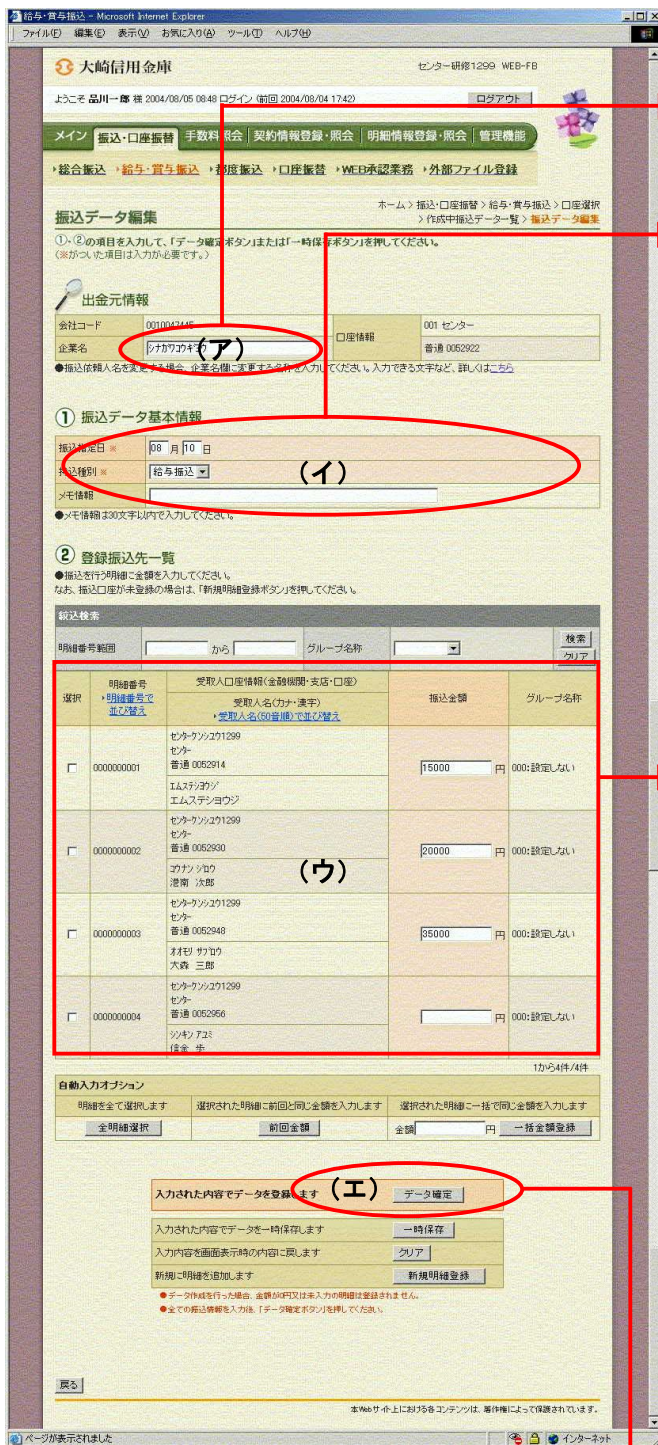 給与・賞与振込 - Microsoft Internet Explorer
ファイル(F) 編集(E) 表示(V) お気に入り(A) ツール(T) ヘルプ(H)
大崎信用金庫
センター研修1299 WEB-FB
ようこそ 品川一郎 様 2004/08/05 08:48 ログイン (前回 2004/08/04 17:42)
ログアウト
メイン 振込・口座振替 手数料照会 契約情報登録・照会 明細情報登録・照会 管理機能
総合振込 給与・賞与振込 都度振込 口座振替 WEB承認業務 外部ファイル登録
ホーム > 振込・口座振替 > 給与・賞与振込 > 口座選択
> 作成中振込データ一覧 > 振込データ編集
振込データ編集
①・②の項目を入力して、「データ確定ボタン」または「一時保存ボタン」を押してください。
(※がついた項目は入力が必要です。)
出金元情報
会社コード
口座情報
001 センター
企業名
(ア)
普通 0052922
●振込依頼人名を変更する場合、企業名欄に変更する名称を入力してください。入力できる文字など、詳しくはこちら
① 振込データ基本情報
振込指定日 ※ 08 月 10 日
振込種別 ※ 給与振込
(イ)
メモ情報
●メモ情報は30文字以内で入力してください。
② 登録振込先一覧
●振込を行う明細に金額を入力してください。
なお、振込口座が未登録の場合は、「新規明細登録ボタン」を押してください。
絞込検索
明細番号範囲 から グループ名称
検索
クリア
選択
明細番号
明細番号で
並び替え
受取人口座情報(金融機関・支店・口座)
受取人名(カナ・漢字)
受取人名(50音順)で並び替え
振込金額
グループ名称
センターケンシュウ1299
センター
普通 0052914
0000000001
15000 円 000:設定しない
エムステシヨウジ
エムステショウジ
センターケンシュウ1299
センター
普通 0052930
0000000002
20000 円 000:設定しない
コウナン ジロウ
港南 次郎
(ウ)
センターケンシュウ1299
センター
普通 0052948
0000000003
35000 円 000:設定しない
オオモリ サブロウ
大森 三郎
センターケンシュウ1299
センター
普通 0052956
0000000004
円 000:設定しない
シンキン アユミ
信金 歩
1から4件/4件
自動入力オプション
明細を全て選択します 選択された明細に前回と同じ金額を入力します 選択された明細に一括で同じ金額を入力します
全明細選択 前回金額 金額 円 一括金額登録
入力された内容でデータを登録します (エ) データ確定
入力された内容でデータを一時保存します 一時保存
入力内容を画面表示時の内容に戻します クリア
新規に明細を追加します 新規明細登録
●データ作成を行った場合、金額が0円又は未入力の明細は登録されません。
●全ての振込情報を入力後、「データ確定ボタン」を押してください。
戻る
本Webサイト上における各コンテンツは、著作権によって保護されています。
ページが表示されました
インターネット